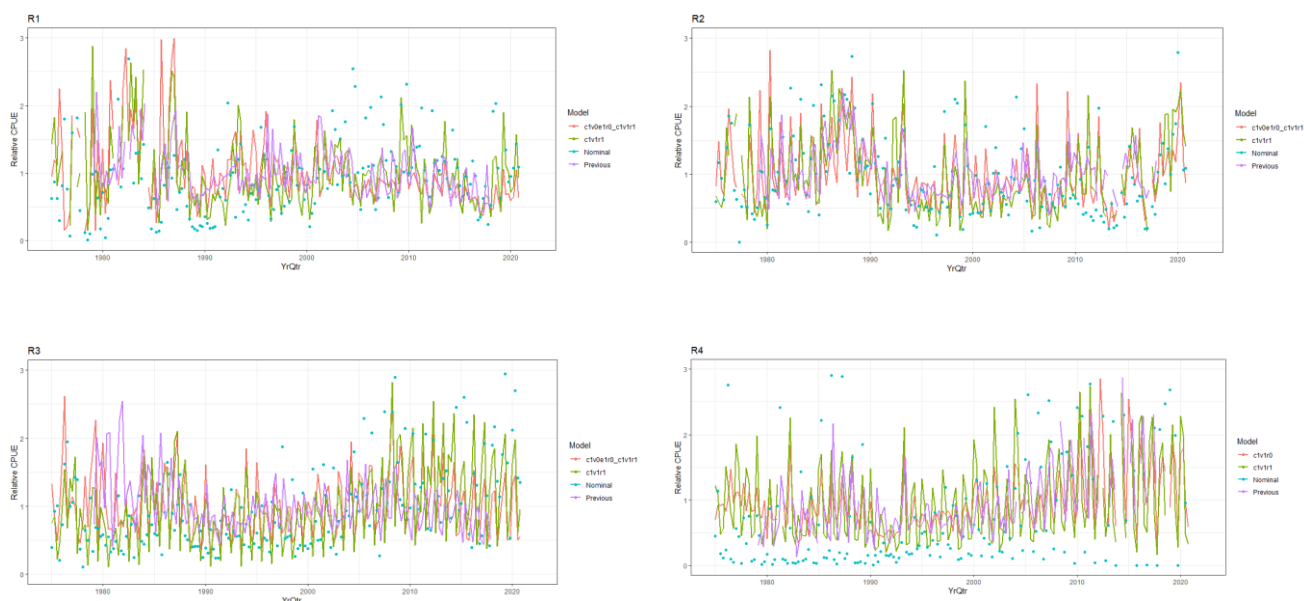 R1
Relative CPUE
3
2
1
0
1980 1990 2000 2010 2020
YrQtr
Model
c1v0e1r0_c1v1r1
c1v1r1
Nominal
Previous
R2
Relative CPUE
3
2
1
0
1980 1990 2000 2010 2020
YrQtr
Model
c1v0e1r0_c1v1r1
c1v1r1
Nominal
Previous
R3
Relative CPUE
3
2
1
0
1980 1990 2000 2010 2020
YrQtr
Model
c1v0e1r0_c1v1r1
c1v1r1
Nominal
Previous
R4
Relative CPUE
3
2
1
0
1980 1990 2000 2010 2020
YrQtr
Model
c1v1r0
c1v1r1
Nominal
Previous